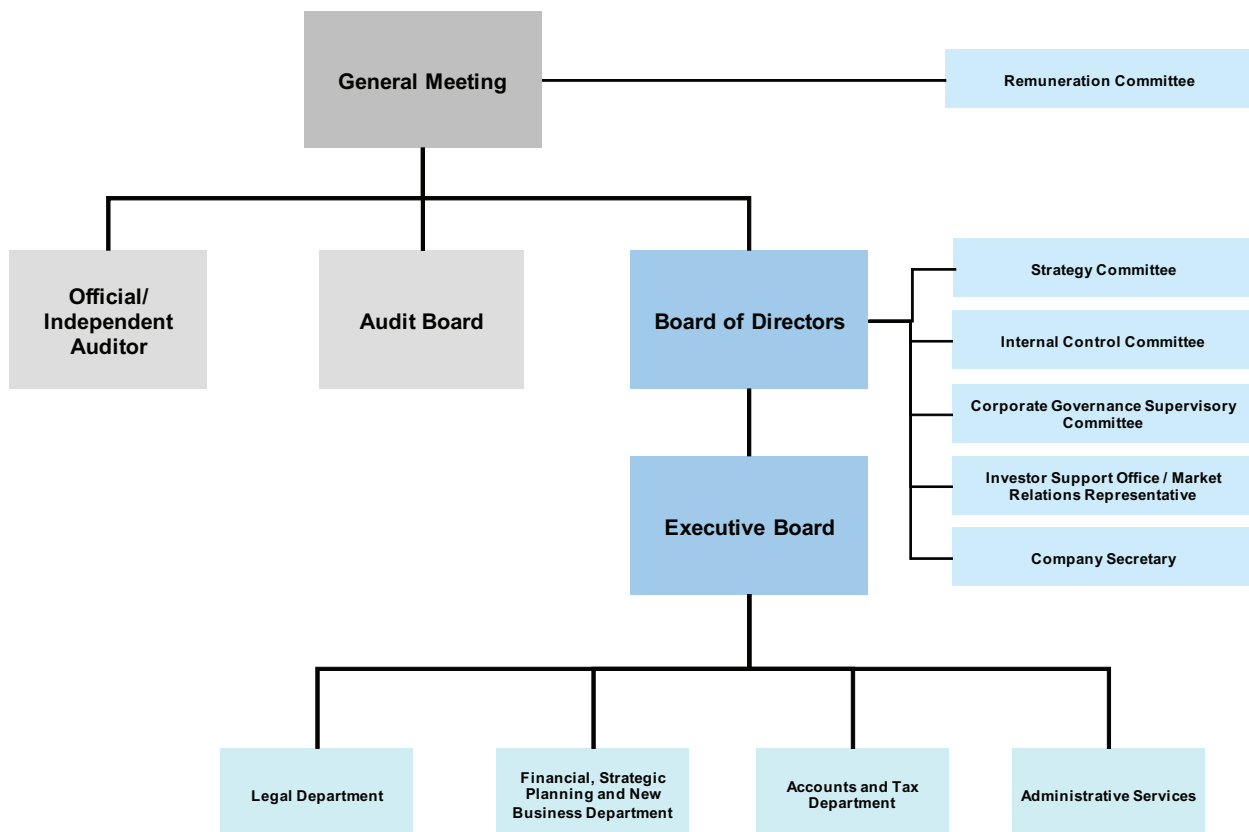 General Meeting
Remuneration Committee
Official/
Independent
Auditor
Audit Board
Board of Directors
Strategy Committee
Internal Control Committee
Corporate Governance Supervisory
Committee
Investor Support Office / Market
Relations Representative
Company Secretary
Executive Board
Legal Department
Financial, Strategic
Planning and New
Business Department
Accounts and Tax
Department
Administrative Services